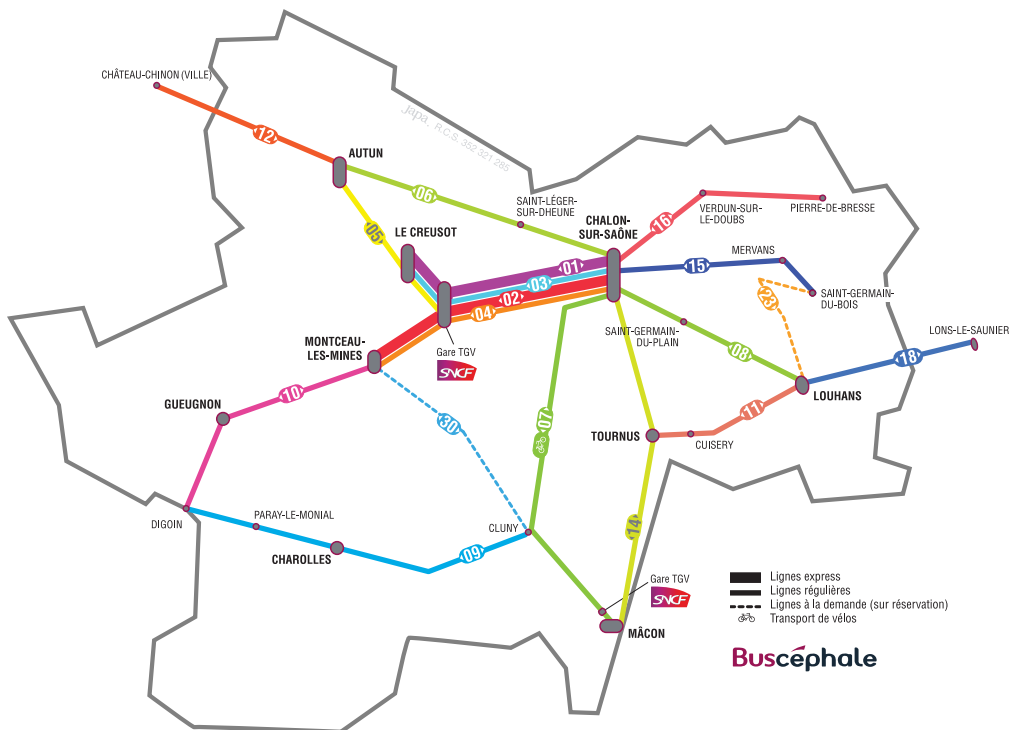 CHÂTEAU-CHINON (VILLE)
12
Japa. R.C.S. 352 321 285
AUTUN
06
05
SAINT-LÉGER-
SUR-DHEUNE
LE CREUSOT
CHALON-
SUR-SAÔNE
16
VERDUN-SUR-
LE-DOUBS
PIERRE-DE-BRESSE
01
03
02
04
15
MERVANS
23
SAINT-GERMAIN-
DU-BOIS
MONTCEAU-
LES-MINES
Gare TGV
SNCF
SAINT-GERMAIN-
DU-PLAIN
08
LONS-LE-SAUNIER
18
LOUHANS
10
GUEUGNON
30
07
11
TOURNUS
CUISERY
DIGOIN
PARAY-LE-MONIAL
CHAROLLES
09
CLUNY
14
Gare TGV
SNCF
MÂCON
Lignes express
Lignes régulières
Lignes à la demande (sur réservation)
Transport de vélos
Buscéphale